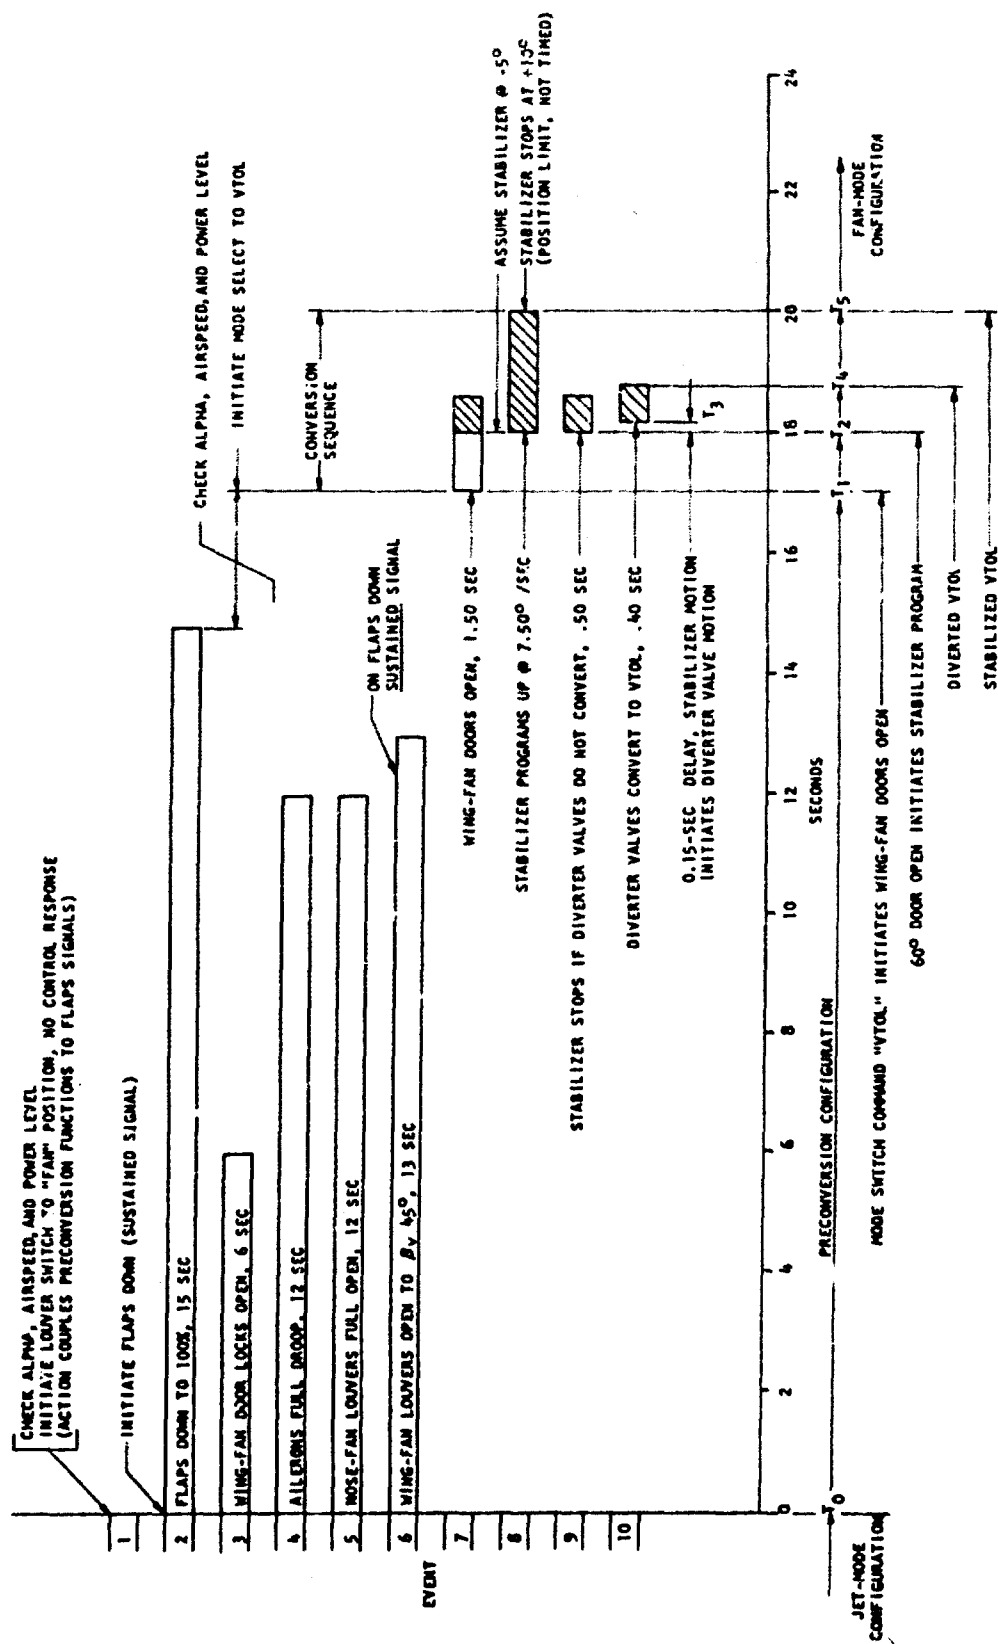 CHECK ALPHA, AIRSPEED, AND POWER LEVEL
INITIATE LOUVER SWITCH TO "FAN" POSITION, NO CONTROL RESPONSE
(ACTION COUPLES PRECONVERSION FUNCTIONS TO FLAPS SIGNALS)
INITIATE FLAPS DOWN (SUSTAINED SIGNAL)
CHECK ALPHA, AIRSPEED, AND POWER LEVEL
INITIATE MODE SELECT TO VTOL
EVENT
1
2
FLAPS DOWN TO 100%, 15 SEC
3
WING-FAN DOOR LOCKS OPEN, 6 SEC
4
AILERONS FULL DROOP, 12 SEC
5
NOSE-FAN LOUVERS FULL OPEN, 12 SEC
6
WING-FAN LOUVERS OPEN TO βv 45°, 13 SEC
ON FLAPS DOWN
SUSTAINED SIGNAL
CONVERSION
SEQUENCE
7
WING-FAN DOORS OPEN, 1.50 SEC
ASSUME STABILIZER @ -5°
8
STABILIZER PROGRAMS UP @ 7.50° /SEC
STABILIZER STOPS AT +10°
(POSITION LIMIT, NOT TIMED)
9
STABILIZER STOPS IF DIVERTER VALVES DO NOT CONVERT, .50 SEC
10
DIVERTER VALVES CONVERT TO VTOL, .40 SEC
0.15-SEC DELAY, STABILIZER MOTION
INITIATES DIVERTER VALVE MOTION
T3
0 2 4 6 8 10 12 14 16 18 20 22 24
SECONDS
T0 T1 T2 T4 T5
JET-MODE
CONFIGURATION
PRECONVERSION CONFIGURATION
FAN-MODE
CONFIGURATION
MODE SWITCH COMMAND "VTOL" INITIATES WING-FAN DOORS OPEN
60° DOOR OPEN INITIATES STABILIZER PROGRAM
DIVERTED VTOL
STABILIZED VTOL